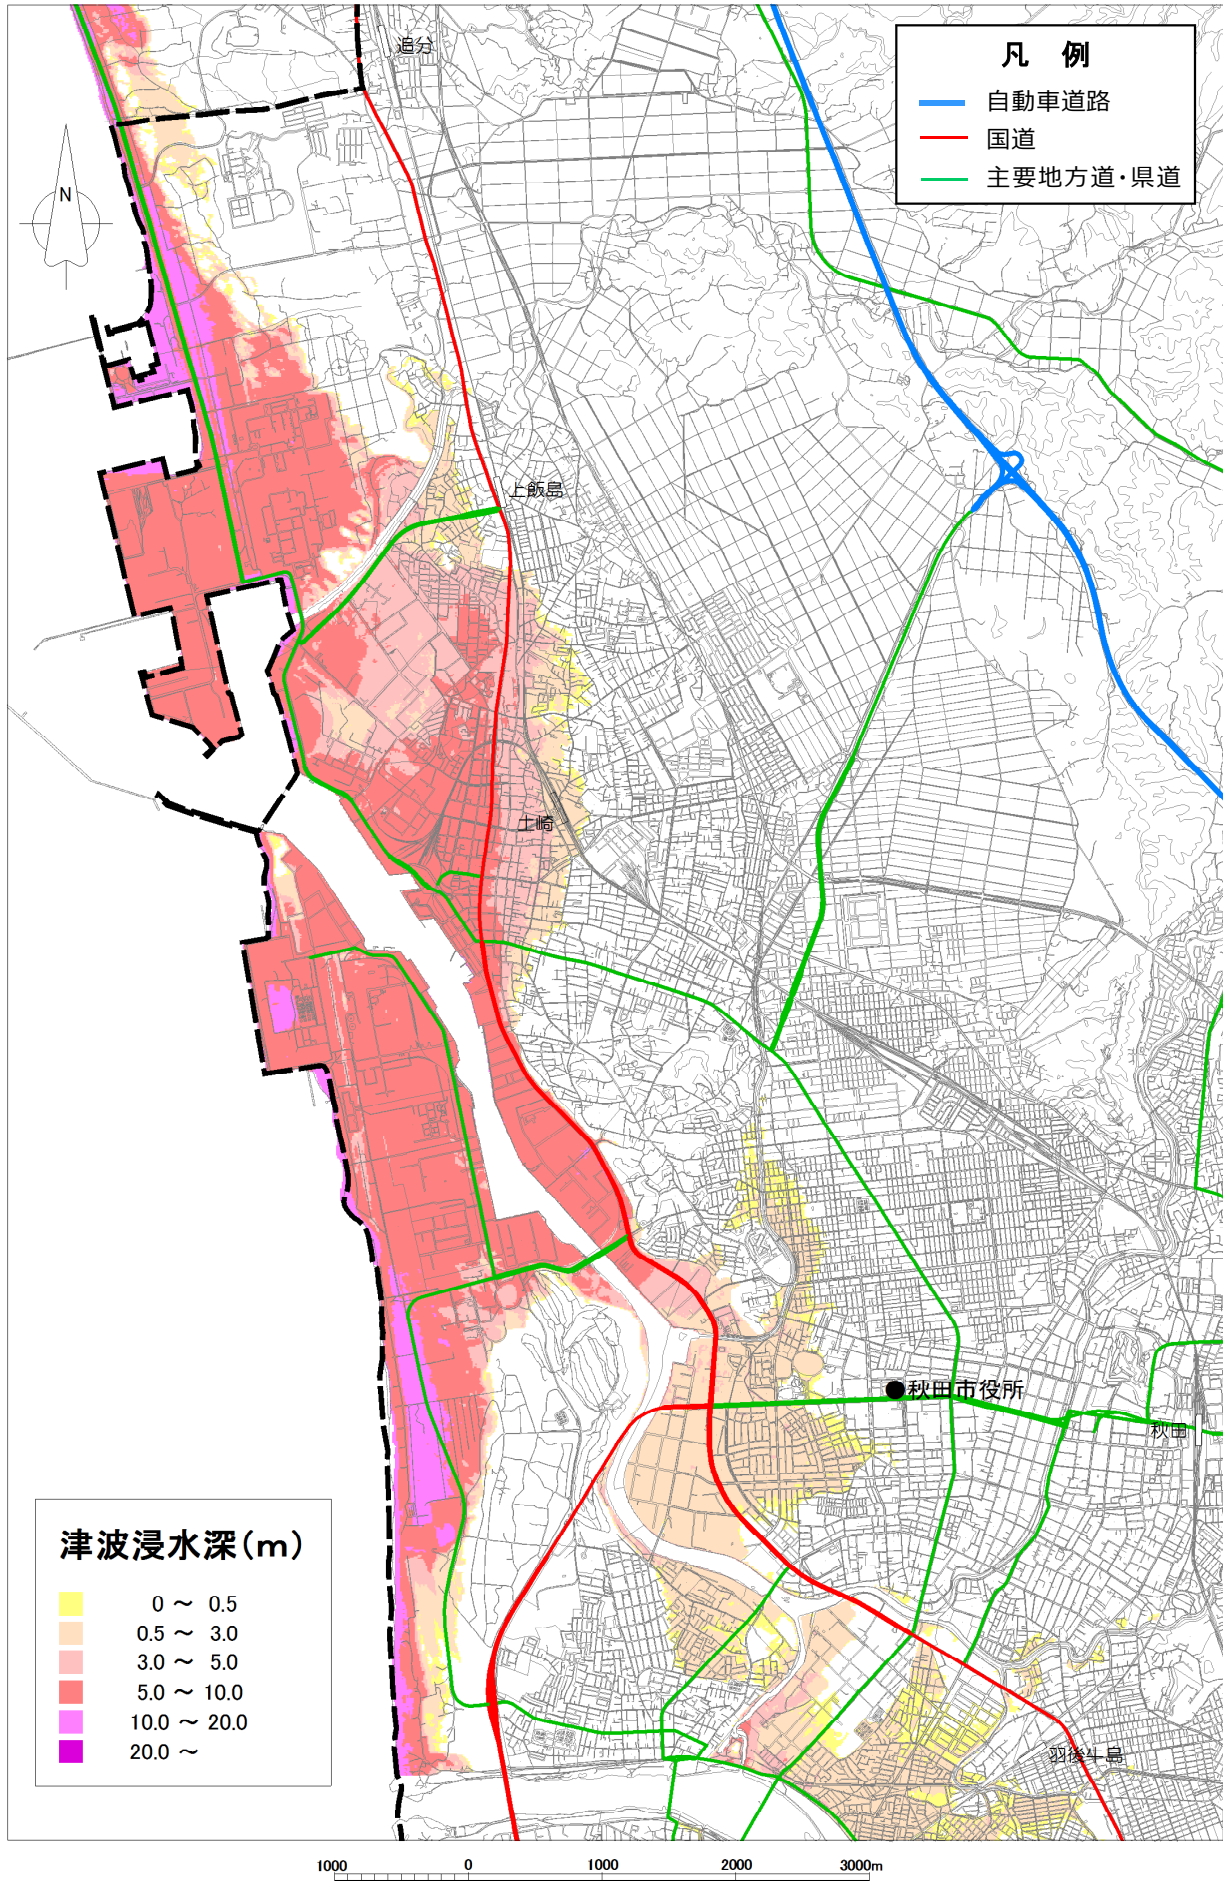 凡 例
自動車道路
国道
主要地方道・県道
追分
N
上飯島
土崎
秋田市役所
秋田
羽後牛島
津波浸水深(m)
0 ～ 0.5
0.5 ～ 3.0
3.0 ～ 5.0
5.0 ～ 10.0
10.0 ～ 20.0
20.0 ～
1000 0 1000 2000 3000m